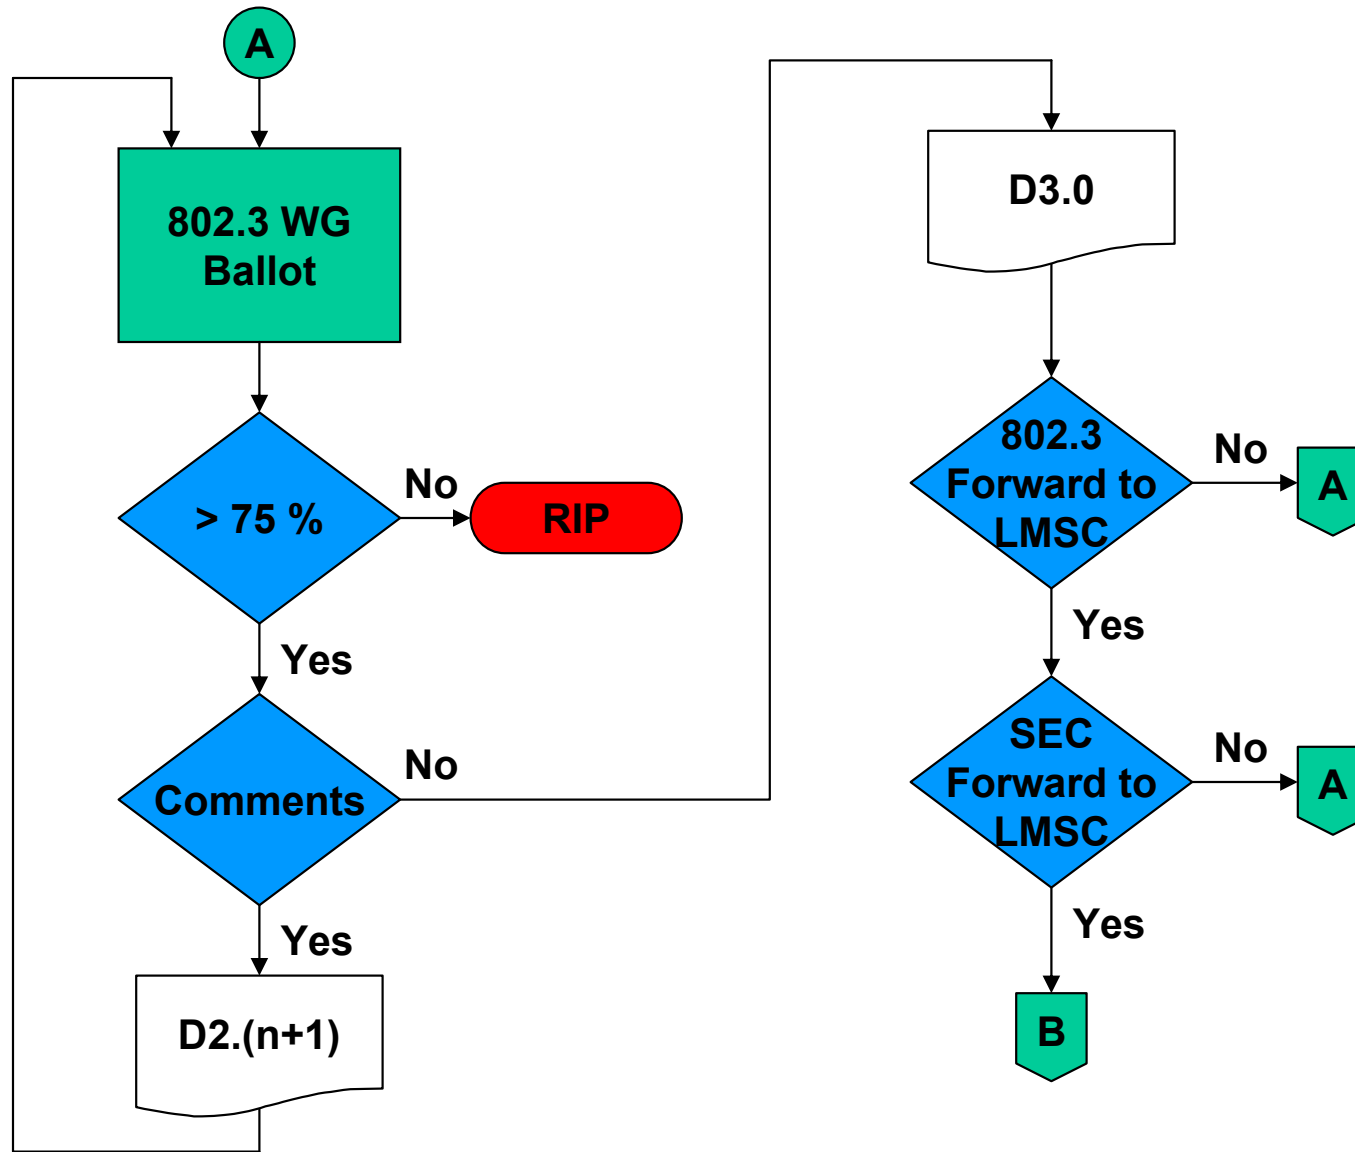 A
802.3 WG
Ballot
> 75 %
No
RIP
Yes
Comments
No
Yes
D2.(n+1)
D3.0
802.3
Forward to
LMSC
No
A
Yes
SEC
Forward to
LMSC
No
A
Yes
B